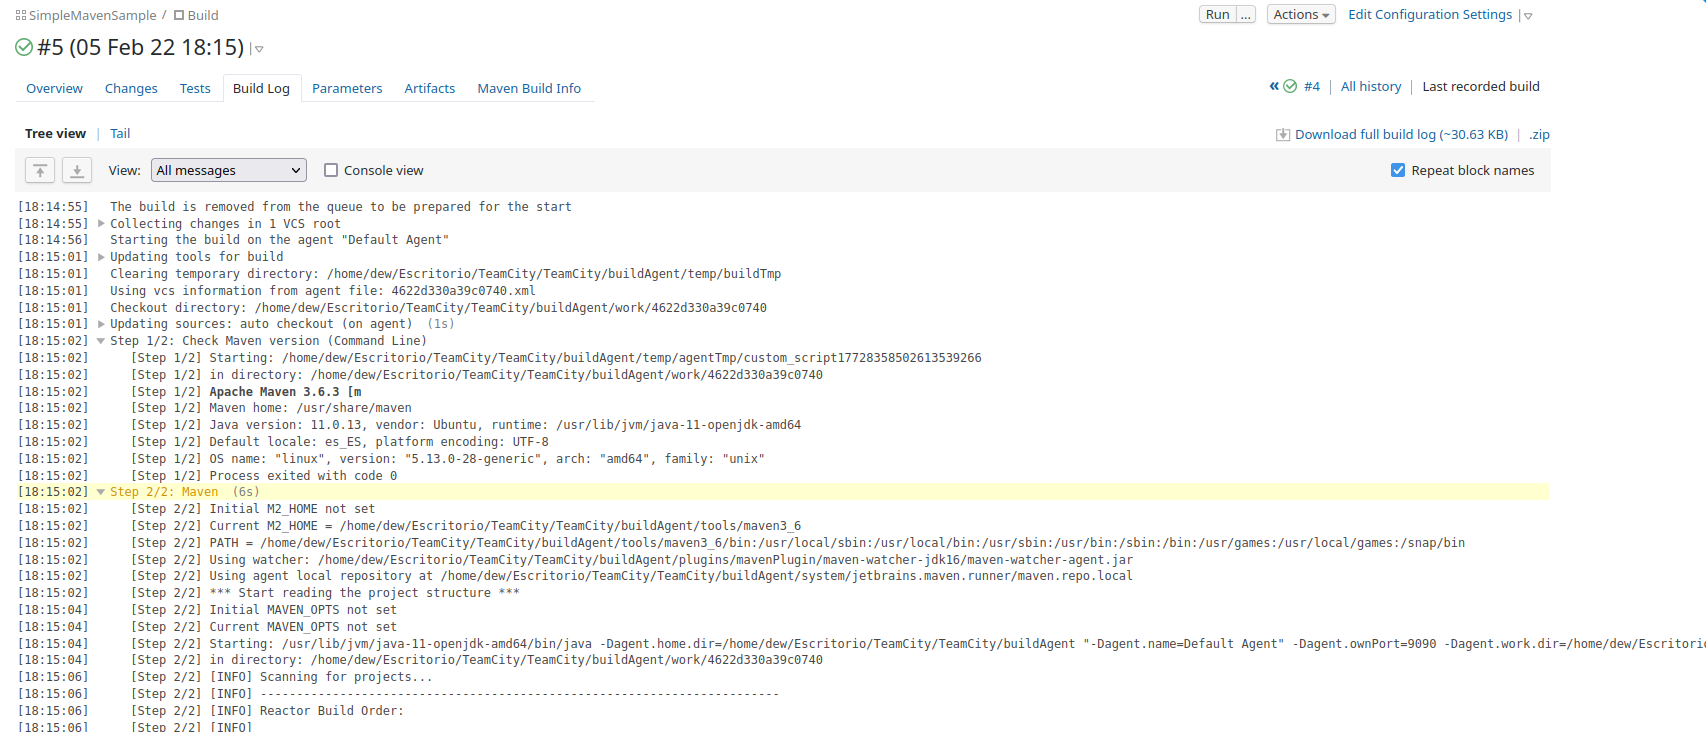 SimpleMavenSample / Build
Run ... Actions Edit Configuration Settings
#5 (05 Feb 22 18:15)
Overview Changes Tests Build Log Parameters Artifacts Maven Build Info
« #4 | All history | Last recorded build
Tree view | Tail
Download full build log (~30.63 KB) | .zip
View: All messages Console view Repeat block names
[18:14:55] The build is removed from the queue to be prepared for the start
[18:14:55] Collecting changes in 1 VCS root
[18:14:56] Starting the build on the agent "Default Agent"
[18:15:01] Updating tools for build
[18:15:01] Clearing temporary directory: /home/dew/Escritorio/TeamCity/TeamCity/buildAgent/temp/buildTmp
[18:15:01] Using vcs information from agent file: 4622d330a39c0740.xml
[18:15:01] Checkout directory: /home/dew/Escritorio/TeamCity/TeamCity/buildAgent/work/4622d330a39c0740
[18:15:01] Updating sources: auto checkout (on agent) (1s)
[18:15:02] Step 1/2: Check Maven version (Command Line)
[18:15:02] [Step 1/2] Starting: /home/dew/Escritorio/TeamCity/TeamCity/buildAgent/temp/agentTmp/custom_script17728358502613539266
[18:15:02] [Step 1/2] in directory: /home/dew/Escritorio/TeamCity/TeamCity/buildAgent/work/4622d330a39c0740
[18:15:02] [Step 1/2] Apache Maven 3.6.3 [m
[18:15:02] [Step 1/2] Maven home: /usr/share/maven
[18:15:02] [Step 1/2] Java version: 11.0.13, vendor: Ubuntu, runtime: /usr/lib/jvm/java-11-openjdk-amd64
[18:15:02] [Step 1/2] Default locale: es_ES, platform encoding: UTF-8
[18:15:02] [Step 1/2] OS name: "linux", version: "5.13.0-28-generic", arch: "amd64", family: "unix"
[18:15:02] [Step 1/2] Process exited with code 0
[18:15:02] Step 2/2: Maven (6s)
[18:15:02] [Step 2/2] Initial M2_HOME not set
[18:15:02] [Step 2/2] Current M2_HOME = /home/dew/Escritorio/TeamCity/TeamCity/buildAgent/tools/maven3_6
[18:15:02] [Step 2/2] PATH = /home/dew/Escritorio/TeamCity/TeamCity/buildAgent/tools/maven3_6/bin:/usr/local/sbin:/usr/local/bin:/usr/sbin:/usr/bin:/sbin:/bin:/usr/games:/usr/local/games:/snap/bin
[18:15:02] [Step 2/2] Using watcher: /home/dew/Escritorio/TeamCity/TeamCity/buildAgent/plugins/mavenPlugin/maven-watcher-jdk16/maven-watcher-agent.jar
[18:15:02] [Step 2/2] Using agent local repository at /home/dew/Escritorio/TeamCity/TeamCity/buildAgent/system/jetbrains.maven.runner/maven.repo.local
[18:15:02] [Step 2/2] *** Start reading the project structure ***
[18:15:04] [Step 2/2] Initial MAVEN_OPTS not set
[18:15:04] [Step 2/2] Current MAVEN_OPTS not set
[18:15:04] [Step 2/2] Starting: /usr/lib/jvm/java-11-openjdk-amd64/bin/java -Dagent.home.dir=/home/dew/Escritorio/TeamCity/TeamCity/buildAgent "-Dagent.name=Default Agent" -Dagent.ownPort=9090 -Dagent.work.dir=/home/dew/Escritorio
[18:15:04] [Step 2/2] in directory: /home/dew/Escritorio/TeamCity/TeamCity/buildAgent/work/4622d330a39c0740
[18:15:06] [Step 2/2] [INFO] Scanning for projects...
[18:15:06] [Step 2/2] [INFO] ------------------------------------------------------------------------
[18:15:06] [Step 2/2] [INFO] Reactor Build Order:
[18:15:06] [Step 2/2] [INFO]